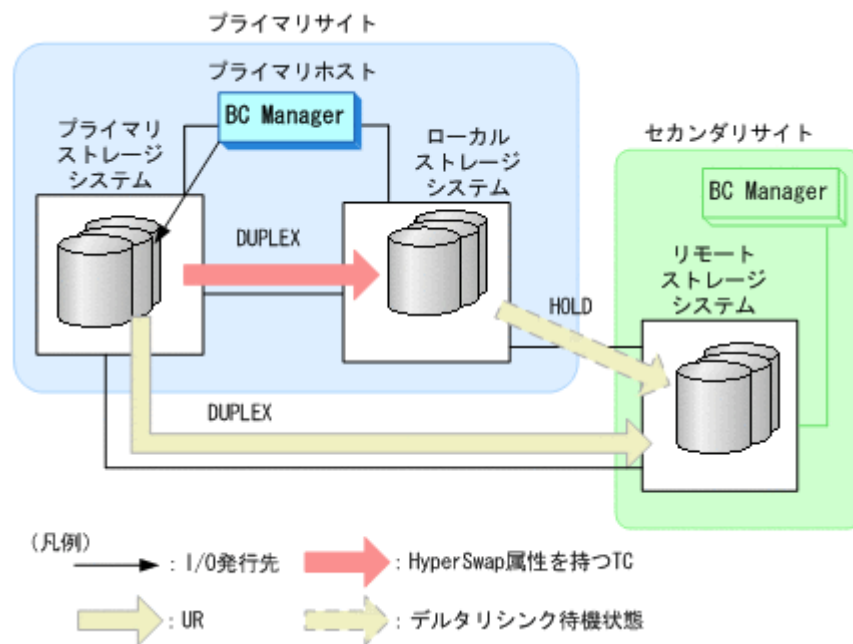 プライマリサイト
プライマリホスト
BC Manager
プライマリ
ストレージ
システム
ローカル
ストレージ
システム
セカンダリサイト
BC Manager
リモート
ストレージ
システム
DUPLEX
HOLD
DUPLEX
(凡例)
: I/O発行先
: HyperSwap属性を持つTC
: UR
: デルタリシンク待機状態